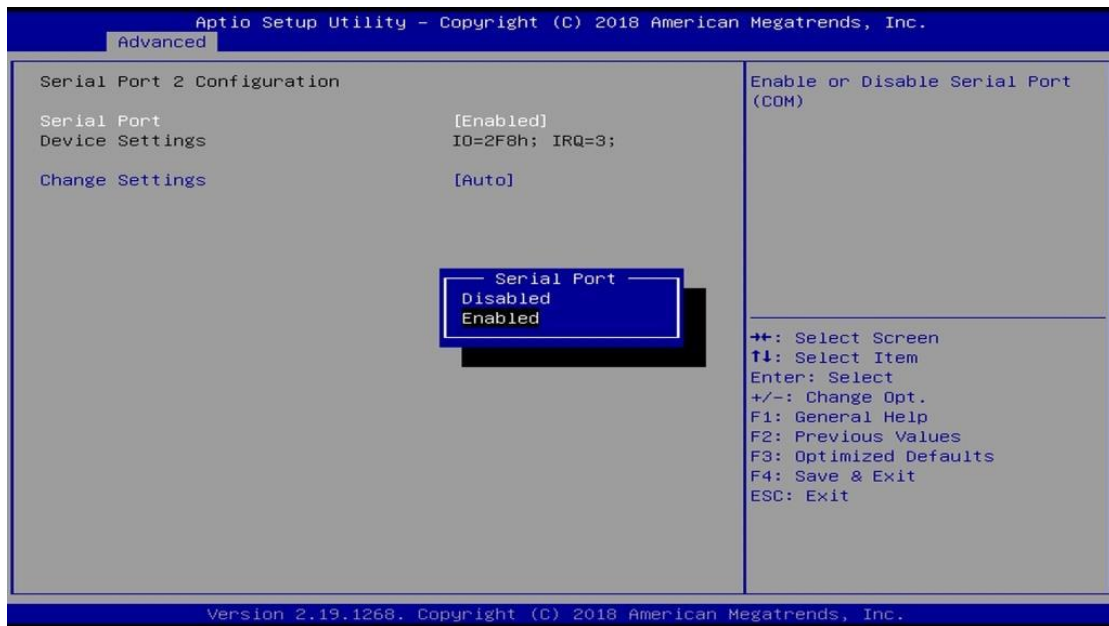 Aptio Setup Utility – Copyright (C) 2018 American Megatrends, Inc.
Advanced
Serial Port 2 Configuration
Serial Port [Enabled]
Device Settings IO=2F8h; IRQ=3;
Change Settings [Auto]
Serial Port
Disabled
Enabled
Enable or Disable Serial Port
(COM)
→←: Select Screen
↑↓: Select Item
Enter: Select
+/-: Change Opt.
F1: General Help
F2: Previous Values
F3: Optimized Defaults
F4: Save & Exit
ESC: Exit
Version 2.19.1268. Copyright (C) 2018 American Megatrends, Inc.